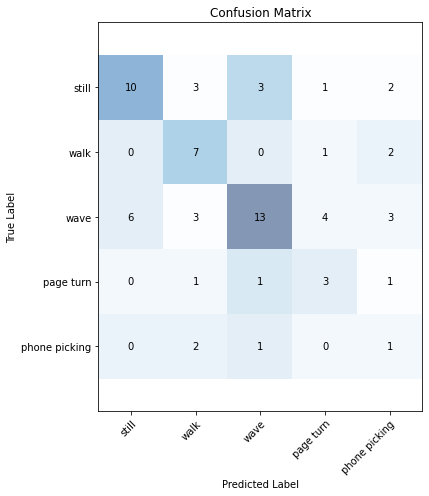 Confusion Matrix
True Label
still 10 3 3 1 2
walk 0 7 0 1 2
wave 6 3 13 4 3
page turn 0 1 1 3 1
phone picking 0 2 1 0 1
still walk wave page turn phone picking
Predicted Label